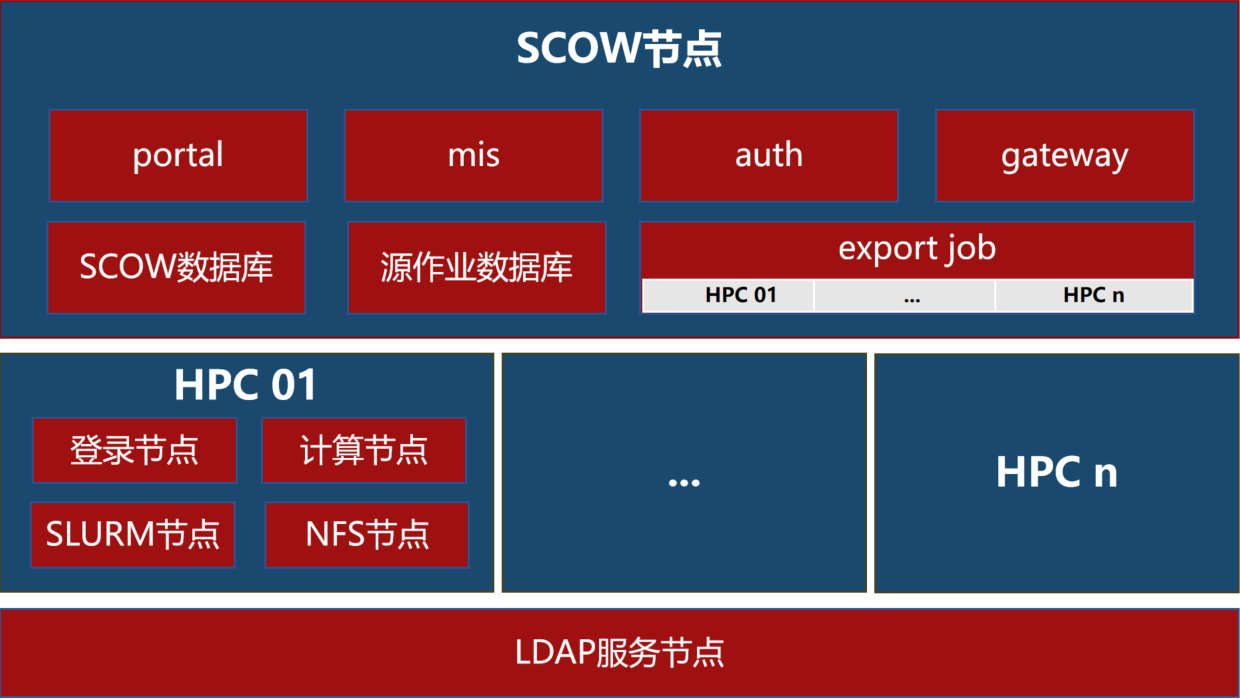 SCOW节点
portal
mis
auth
gateway
SCOW数据库
源作业数据库
export job
HPC 01
...
HPC n
HPC 01
登录节点
计算节点
SLURM节点
NFS节点
...
HPC n
LDAP服务节点